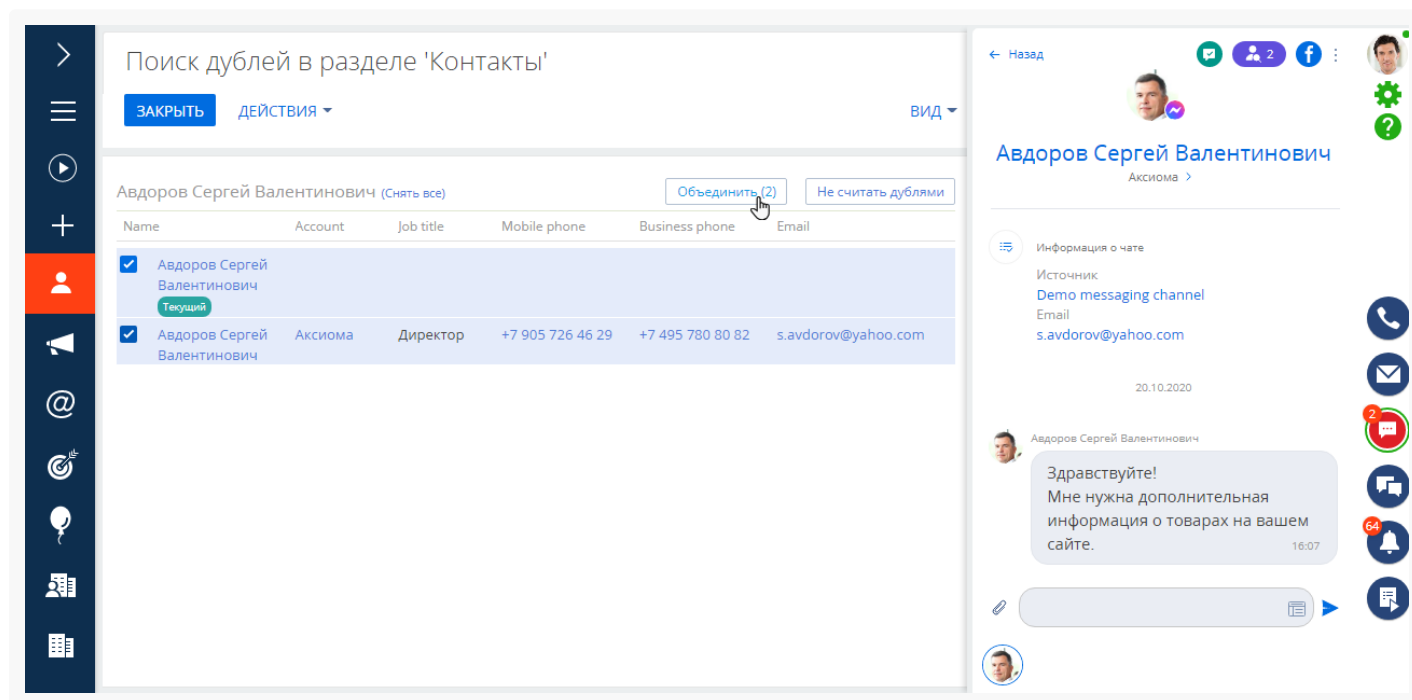 Поиск дублей в разделе 'Контакты'
ЗАКРЫТЬ ДЕЙСТВИЯ ВИД
Авдоров Сергей Валентинович (Снять все) Объединить (2) Не считать дублями
Name Account Job title Mobile phone Business phone Email
Авдоров Сергей
Валентинович
Текущий
Авдоров Сергей Аксиома Директор +7 905 726 46 29 +7 495 780 80 82 s.avdorov@yahoo.com
Валентинович
← Назад 2
Авдоров Сергей Валентинович
Аксиома >
Информация о чате
Источник
Demo messaging channel
Email
s.avdorov@yahoo.com
20.10.2020
Авдоров Сергей Валентинович
Здравствуйте!
Мне нужна дополнительная
информация о товарах на вашем
сайте. 16:07
2
64